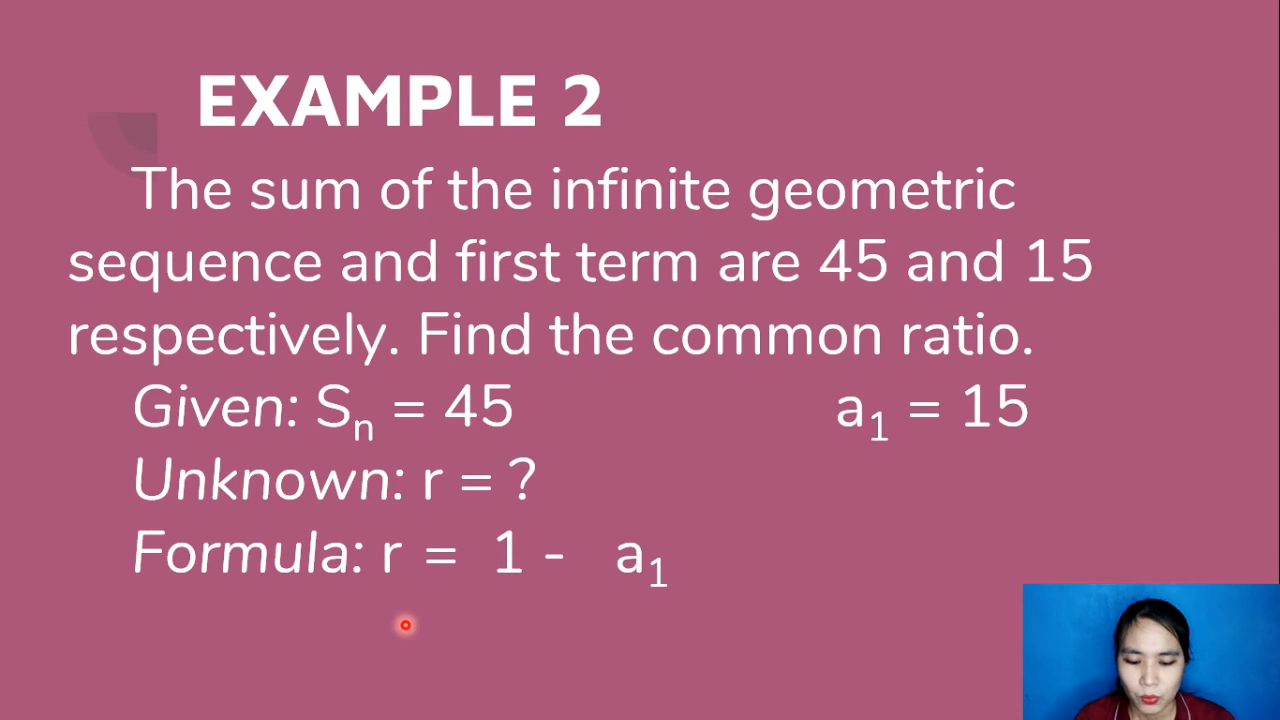 EXAMPLE 2
The sum of the infinite geometric
sequence and first term are 45 and 15
respectively. Find the common ratio.
Given: Sₙ = 45 a₁ = 15
Unknown: r = ?
Formula: r = 1 - a₁